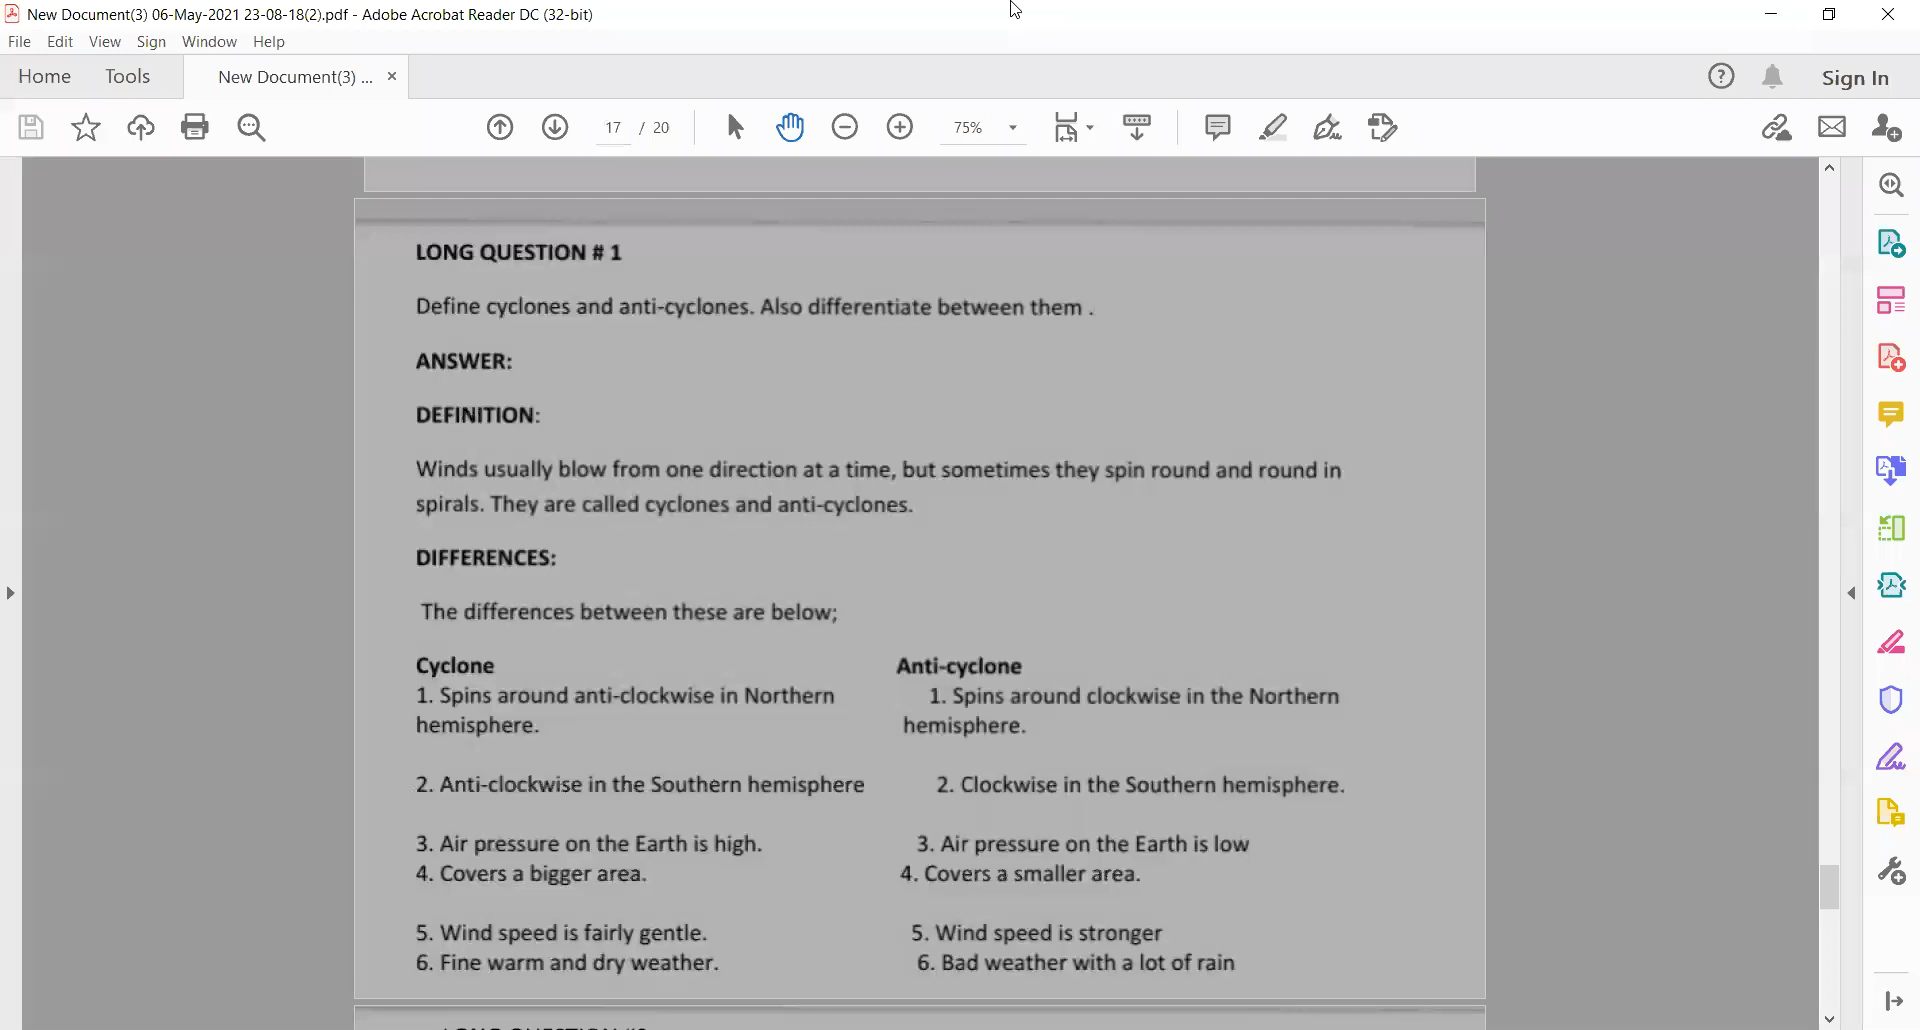 New Document(3) 06-May-2021 23-08-18(2).pdf - Adobe Acrobat Reader DC (32-bit)
File Edit View Sign Window Help
Home Tools New Document(3) ... × Sign In
17 / 20 75%
LONG QUESTION # 1
Define cyclones and anti-cyclones. Also differentiate between them .
ANSWER:
DEFINITION:
Winds usually blow from one direction at a time, but sometimes they spin round and round in
spirals. They are called cyclones and anti-cyclones.
DIFFERENCES:
The differences between these are below;
Cyclone Anti-cyclone
1. Spins around anti-clockwise in Northern 1. Spins around clockwise in the Northern
hemisphere. hemisphere.
2. Anti-clockwise in the Southern hemisphere 2. Clockwise in the Southern hemisphere.
3. Air pressure on the Earth is high. 3. Air pressure on the Earth is low
4. Covers a bigger area. 4. Covers a smaller area.
5. Wind speed is fairly gentle. 5. Wind speed is stronger
6. Fine warm and dry weather. 6. Bad weather with a lot of rain